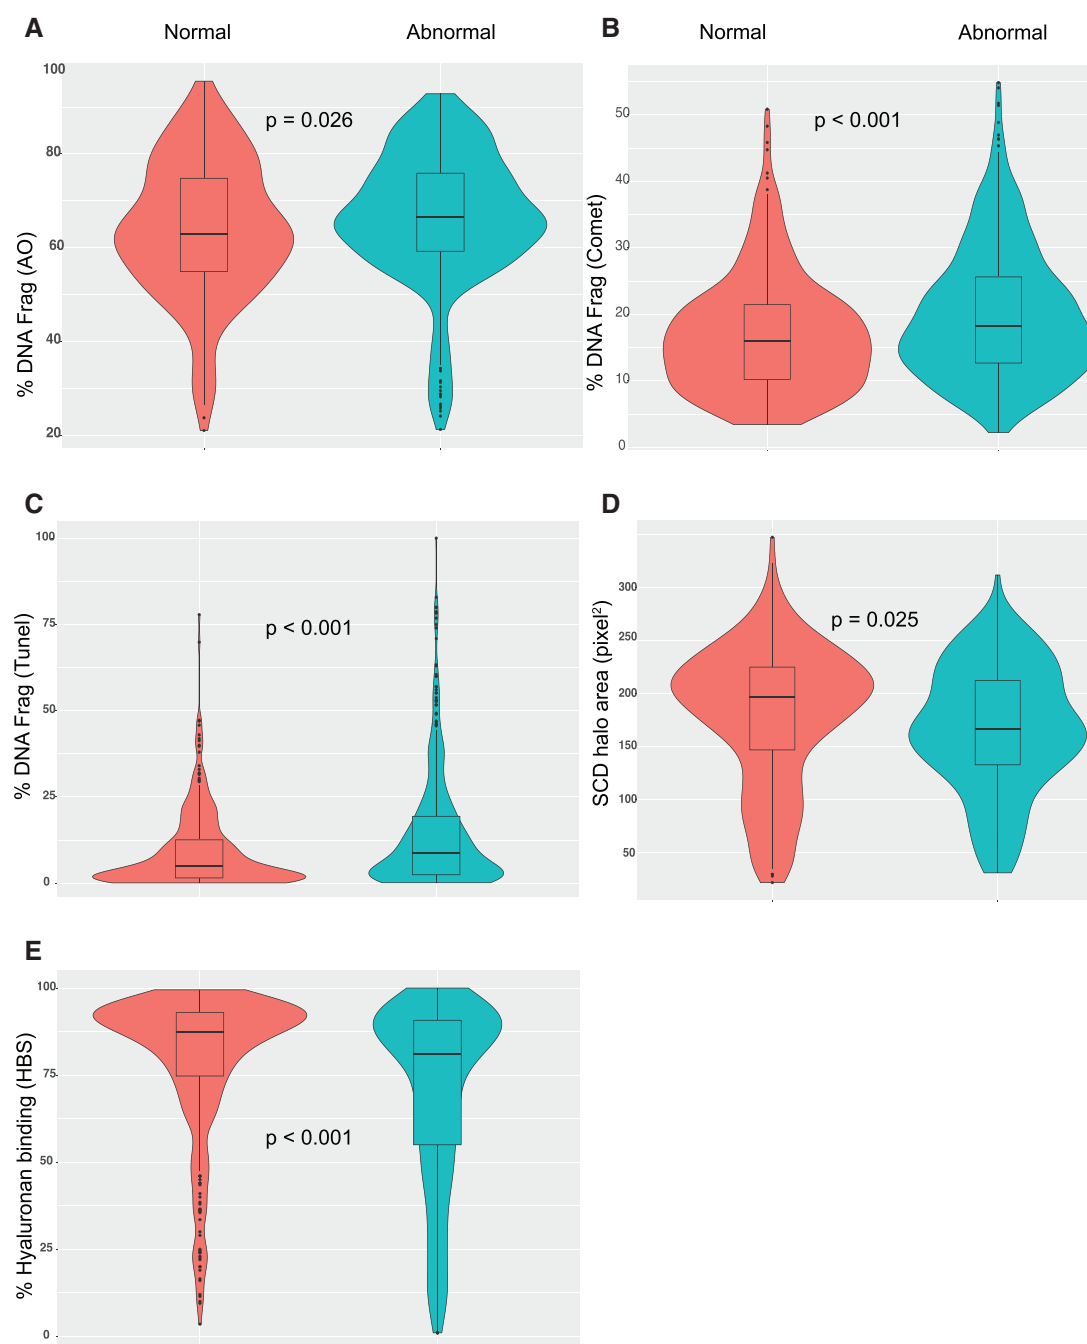 A
Normal
Abnormal
100
80
60
40
20
% DNA Frag (AO)
p = 0.026
B
Normal
Abnormal
50
40
30
20
10
0
% DNA Frag (Comet)
p < 0.001
C
100
75
50
25
0
% DNA Frag (Tunel)
p < 0.001
D
300
250
200
150
100
50
SCD halo area (pixel²)
p = 0.025
E
100
75
50
25
0
% Hyaluronan binding (HBS)
p < 0.001